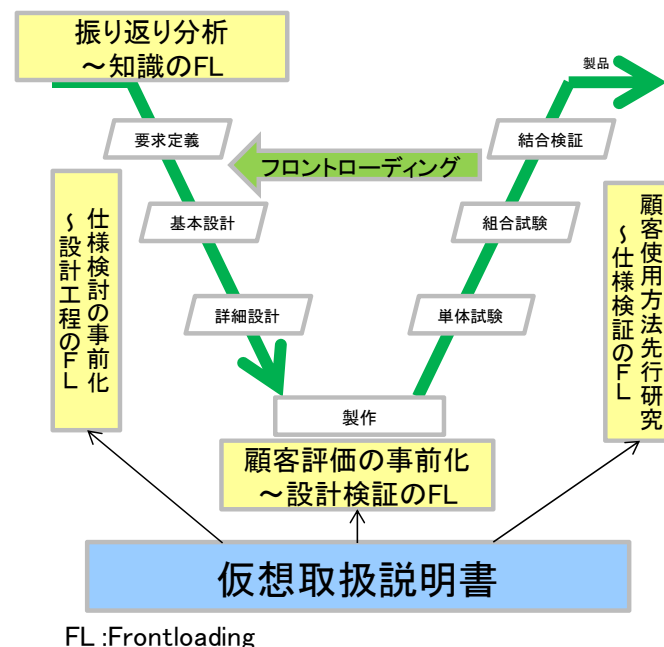 振り返り分析
～知識のFL
製品
要求定義
結合検証
フロントローディング
仕様検討の事前化
～設計工程のFL
基本設計
組合試験
顧客使用方法先行研究
～仕様検証のFL
詳細設計
単体試験
製作
顧客評価の事前化
～設計検証のFL
仮想取扱説明書
FL :Frontloading